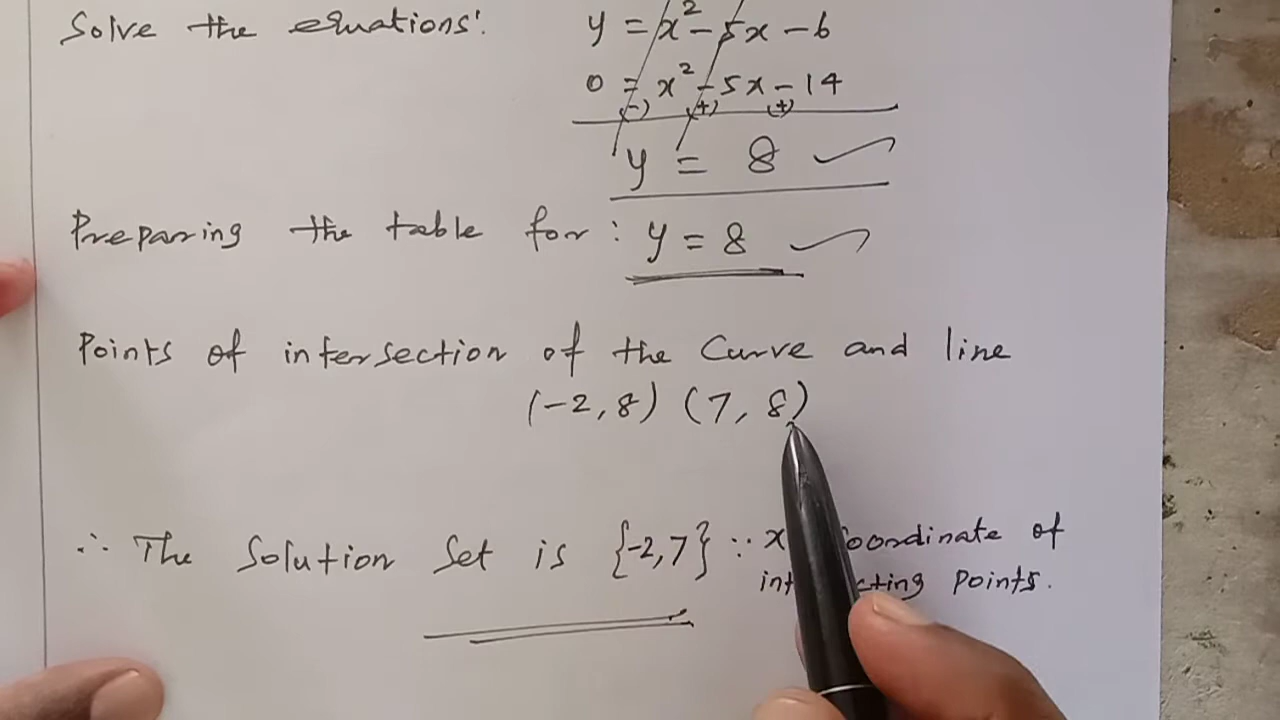 Solve the equations: y = x² - 5x - 6
0 = x² - 5x - 14
(-) (+) (+)
y = 8
Preparing the table for: y = 8
Points of intersection of the Curve and line
(-2, 8) (7, 8)
∴ The Solution Set is {-2, 7} ∵ x of
points.